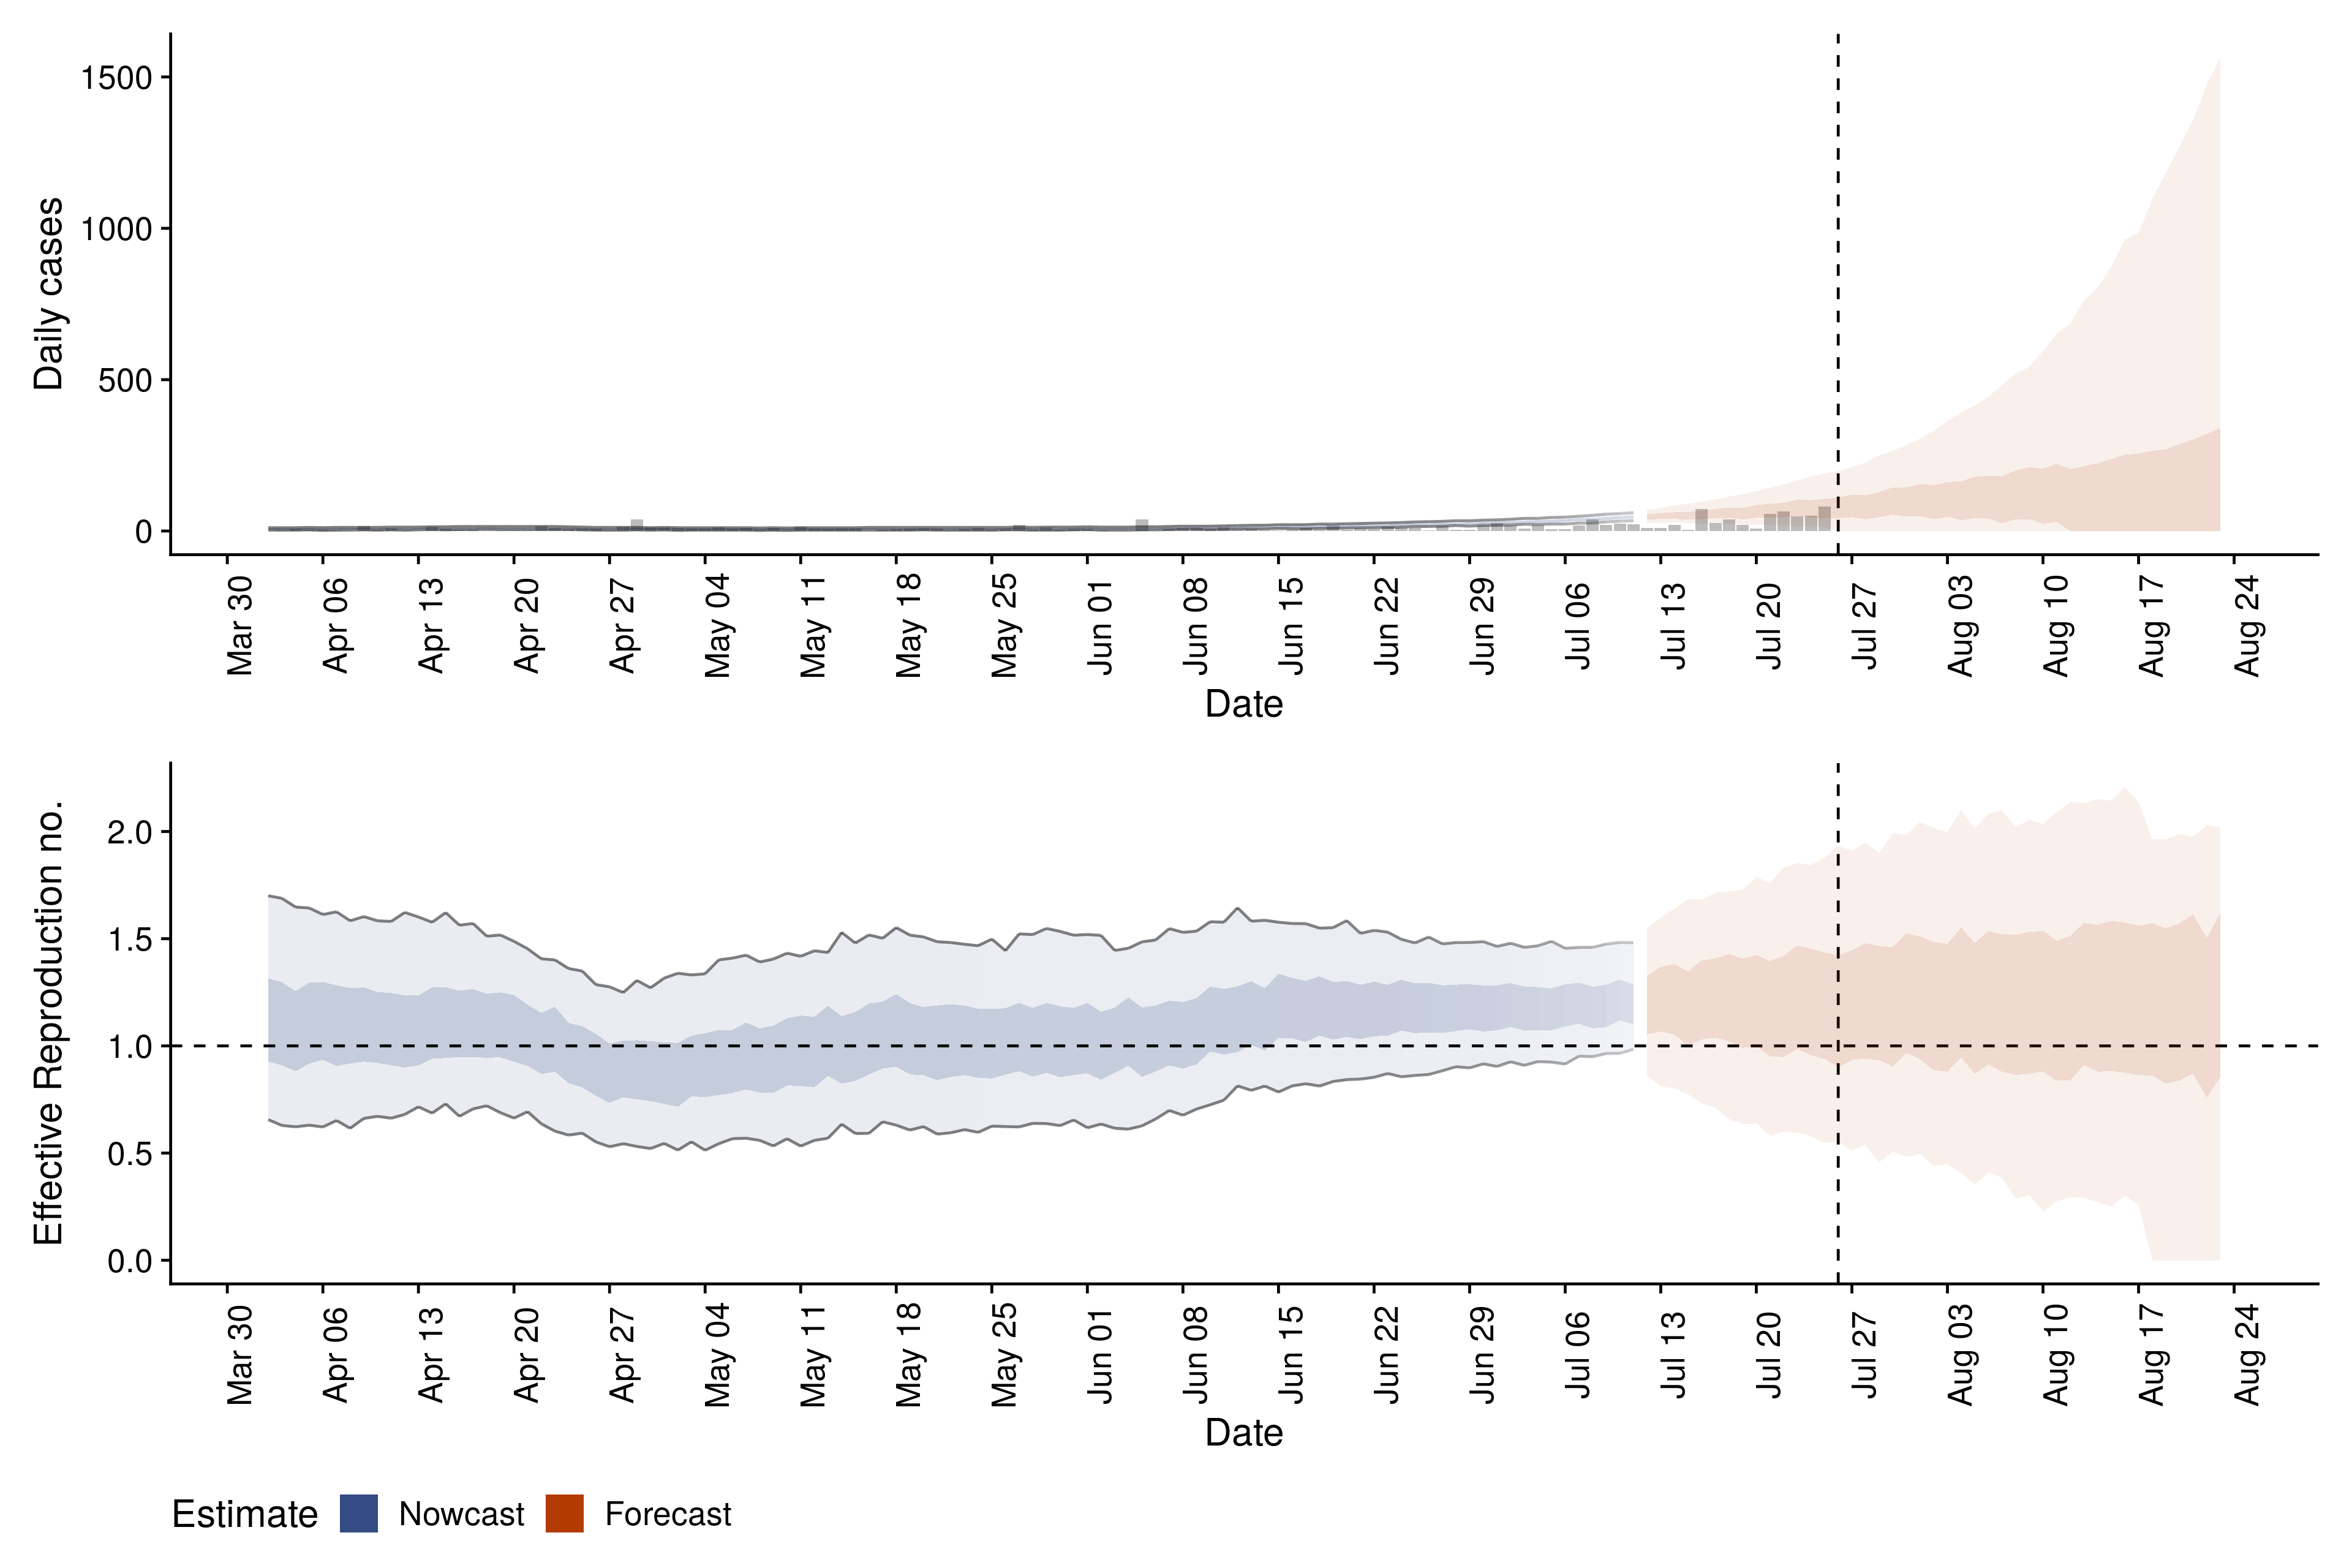 Daily cases
1500
1000
500
0
Mar 30
Apr 06
Apr 13
Apr 20
Apr 27
May 04
May 11
May 18
May 25
Jun 01
Jun 08
Jun 15
Jun 22
Jun 29
Jul 06
Jul 13
Jul 20
Jul 27
Aug 03
Aug 10
Aug 17
Aug 24
Date
Effective Reproduction no.
2.0
1.5
1.0
0.5
0.0
Mar 30
Apr 06
Apr 13
Apr 20
Apr 27
May 04
May 11
May 18
May 25
Jun 01
Jun 08
Jun 15
Jun 22
Jun 29
Jul 06
Jul 13
Jul 20
Jul 27
Aug 03
Aug 10
Aug 17
Aug 24
Date
Estimate Nowcast Forecast